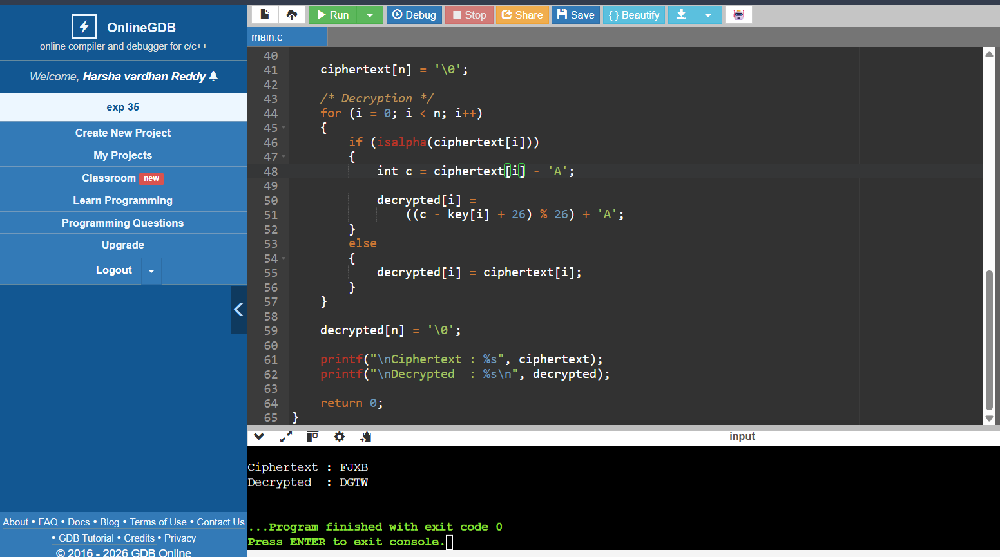 OnlineGDB
online compiler and debugger for c/c++
Welcome, Harsha vardhan Reddy
exp 35
Create New Project
My Projects
Classroom new
Learn Programming
Programming Questions
Upgrade
Logout
About • FAQ • Docs • Blog • Terms of Use • Contact Us
• GDB Tutorial • Credits • Privacy
© 2016 - 2026 GDB Online
Run Debug Stop Share Save { } Beautify
main.c
40
41 ciphertext[n] = '\0';
42
43 /* Decryption */
44 for (i = 0; i < n; i++)
45 {
46 if (isalpha(ciphertext[i]))
47 {
48 int c = ciphertext[i] - 'A';
49
50 decrypted[i] =
51 ((c - key[i] + 26) % 26) + 'A';
52 }
53 else
54 {
55 decrypted[i] = ciphertext[i];
56 }
57 }
58
59 decrypted[n] = '\0';
60
61 printf("\nCiphertext : %s", ciphertext);
62 printf("\nDecrypted  : %s\n", decrypted);
63
64 return 0;
65 }
input
Ciphertext : FJXB
Decrypted  : DGTW
...Program finished with exit code 0
Press ENTER to exit console.